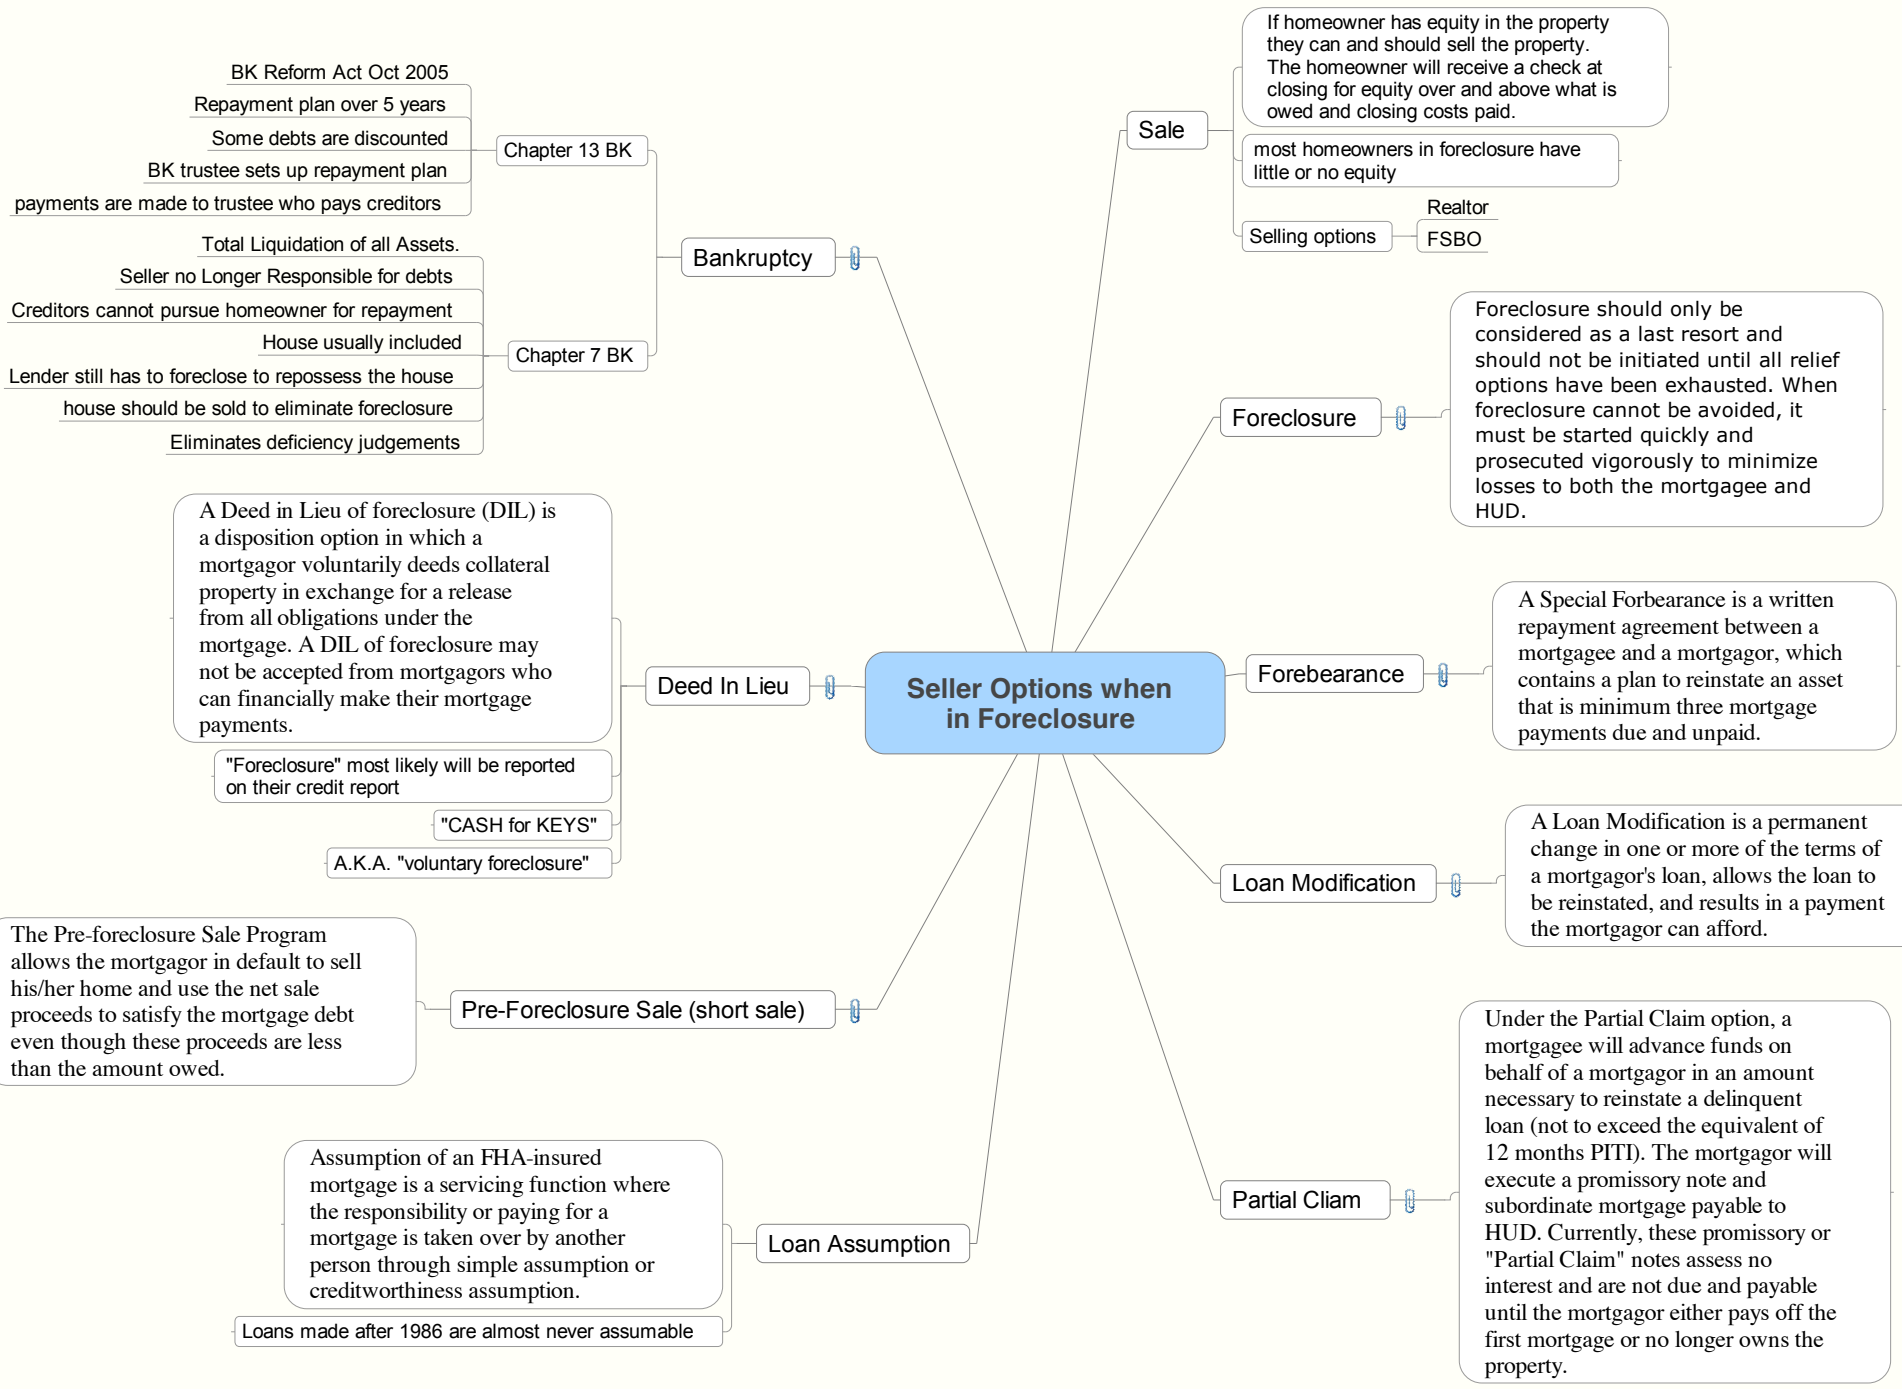 Seller Options when
in Foreclosure
Sale
If homeowner has equity in the property
they can and should sell the property.
The homeowner will receive a check at
closing for equity over and above what is
owed and closing costs paid.
most homeowners in foreclosure have
little or no equity
Selling options
Realtor
FSBO
Foreclosure
Foreclosure should only be
considered as a last resort and
should not be initiated until all relief
options have been exhausted. When
foreclosure cannot be avoided, it
must be started quickly and
prosecuted vigorously to minimize
losses to both the mortgagee and
HUD.
Forebearance
A Special Forbearance is a written
repayment agreement between a
mortgagee and a mortgagor, which
contains a plan to reinstate an asset
that is minimum three mortgage
payments due and unpaid.
Loan Modification
A Loan Modification is a permanent
change in one or more of the terms of
a mortgagor's loan, allows the loan to
be reinstated, and results in a payment
the mortgagor can afford.
Partial Cliam
Under the Partial Claim option, a
mortgagee will advance funds on
behalf of a mortgagor in an amount
necessary to reinstate a delinquent
loan (not to exceed the equivalent of
12 months PITI). The mortgagor will
execute a promissory note and
subordinate mortgage payable to
HUD. Currently, these promissory or
"Partial Claim" notes assess no
interest and are not due and payable
until the mortgagor either pays off the
first mortgage or no longer owns the
property.
Bankruptcy
Chapter 13 BK
BK Reform Act Oct 2005
Repayment plan over 5 years
Some debts are discounted
BK trustee sets up repayment plan
payments are made to trustee who pays creditors
Chapter 7 BK
Total Liquidation of all Assets.
Seller no Longer Responsible for debts
Creditors cannot pursue homeowner for repayment
House usually included
Lender still has to foreclose to repossess the house
house should be sold to eliminate foreclosure
Eliminates deficiency judgements
Deed In Lieu
A Deed in Lieu of foreclosure (DIL) is
a disposition option in which a
mortgagor voluntarily deeds collateral
property in exchange for a release
from all obligations under the
mortgage. A DIL of foreclosure may
not be accepted from mortgagors who
can financially make their mortgage
payments.
"Foreclosure" most likely will be reported
on their credit report
"CASH for KEYS"
A.K.A. "voluntary foreclosure"
Pre-Foreclosure Sale (short sale)
The Pre-foreclosure Sale Program
allows the mortgagor in default to sell
his/her home and use the net sale
proceeds to satisfy the mortgage debt
even though these proceeds are less
than the amount owed.
Loan Assumption
Assumption of an FHA-insured
mortgage is a servicing function where
the responsibility or paying for a
mortgage is taken over by another
person through simple assumption or
creditworthiness assumption.
Loans made after 1986 are almost never assumable